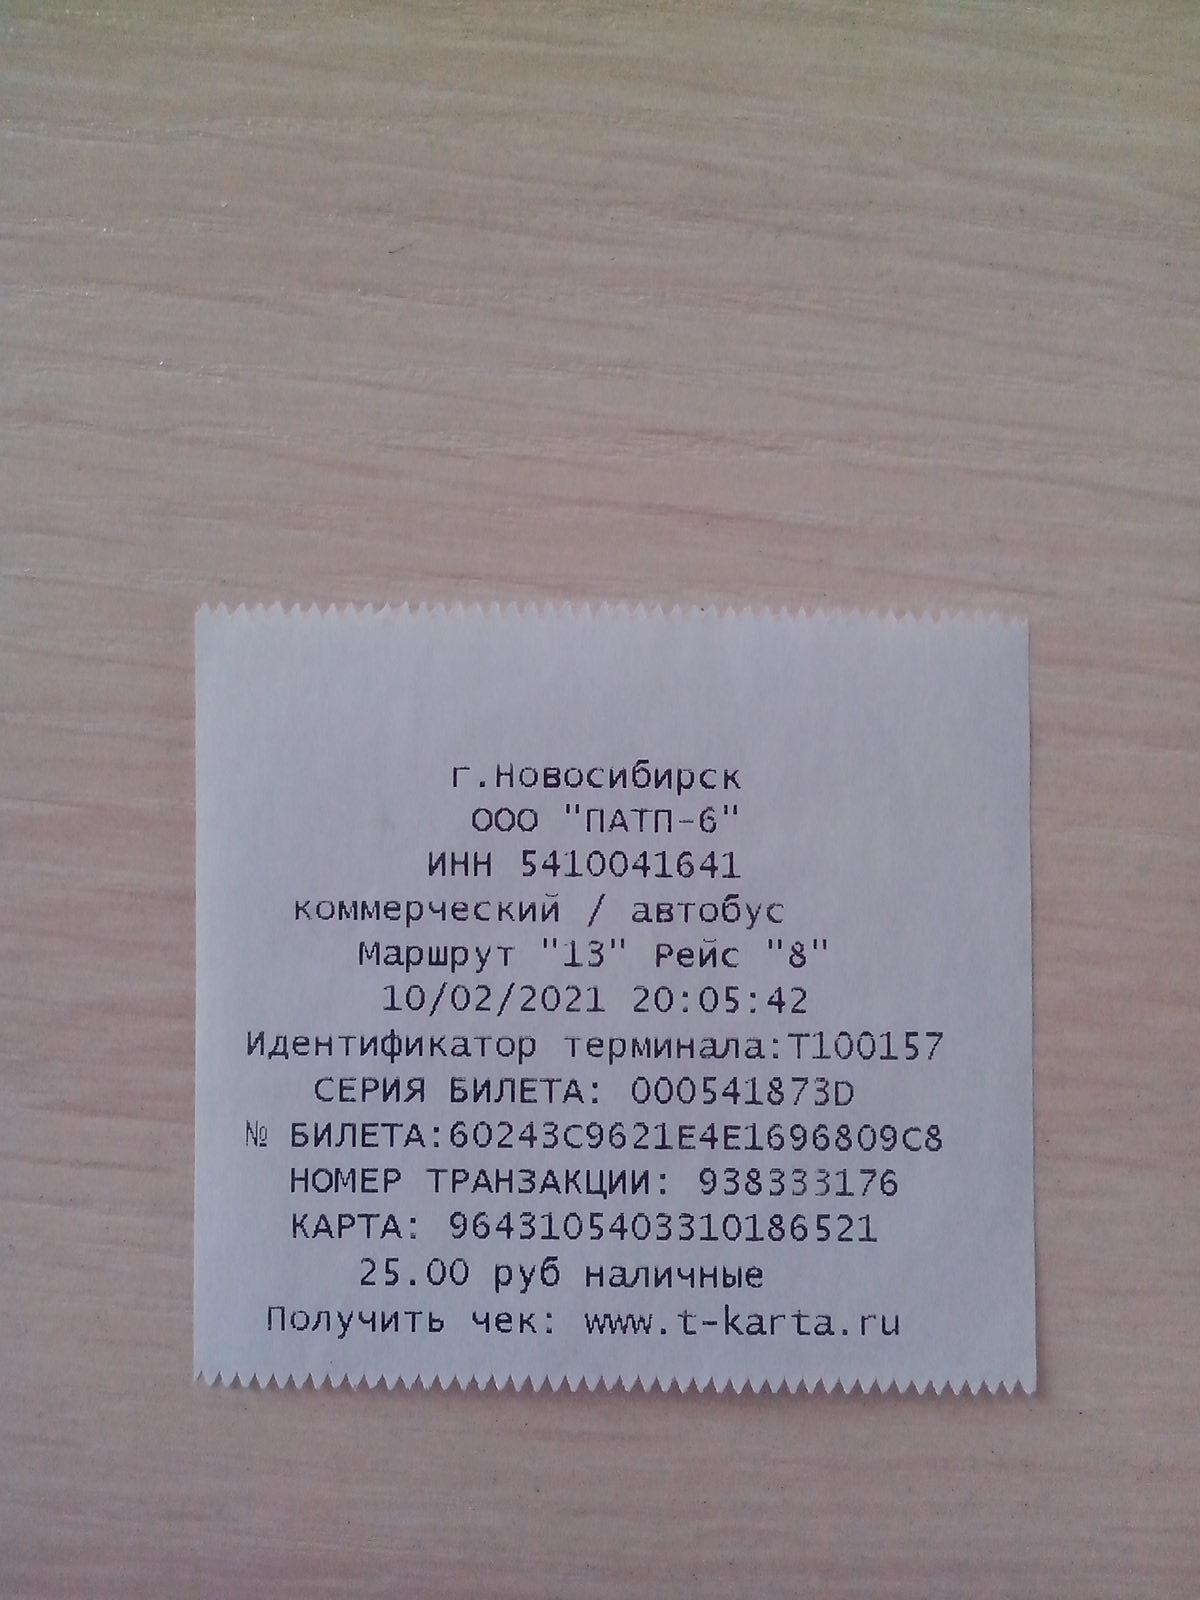 г.Новосибирск
ООО "ПАТП-6"
ИНН 5410041641
коммерческий / автобус
Маршрут "13" Рейс "8"
10/02/2021 20:05:42
Идентификатор терминала:T100157
СЕРИЯ БИЛЕТА: 000541873D
№ БИЛЕТА:60243C9621E4E1696809C8
НОМЕР ТРАНЗАКЦИИ: 938333176
КАРТА: 9643105403310186521
25.00 руб наличные
Получить чек: www.t-karta.ru